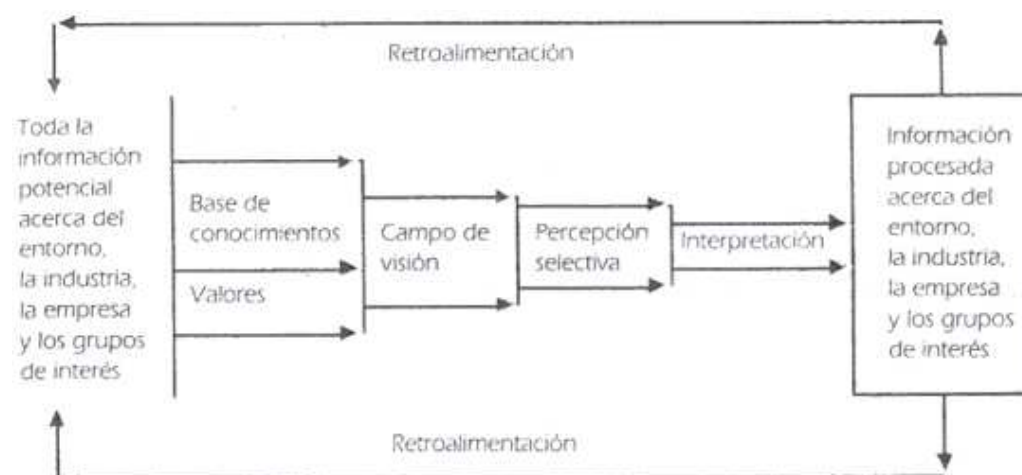 Retroalimentación
Toda la
información
potencial
acerca del
entorno,
la industria,
la empresa
y los grupos
de interés
Base de
conocimientos
Valores
Campo de
visión
Percepción
selectiva
Interpretación
Información
procesada
acerca del
entorno,
la industria,
la empresa
y los grupos
de interés
Retroalimentación